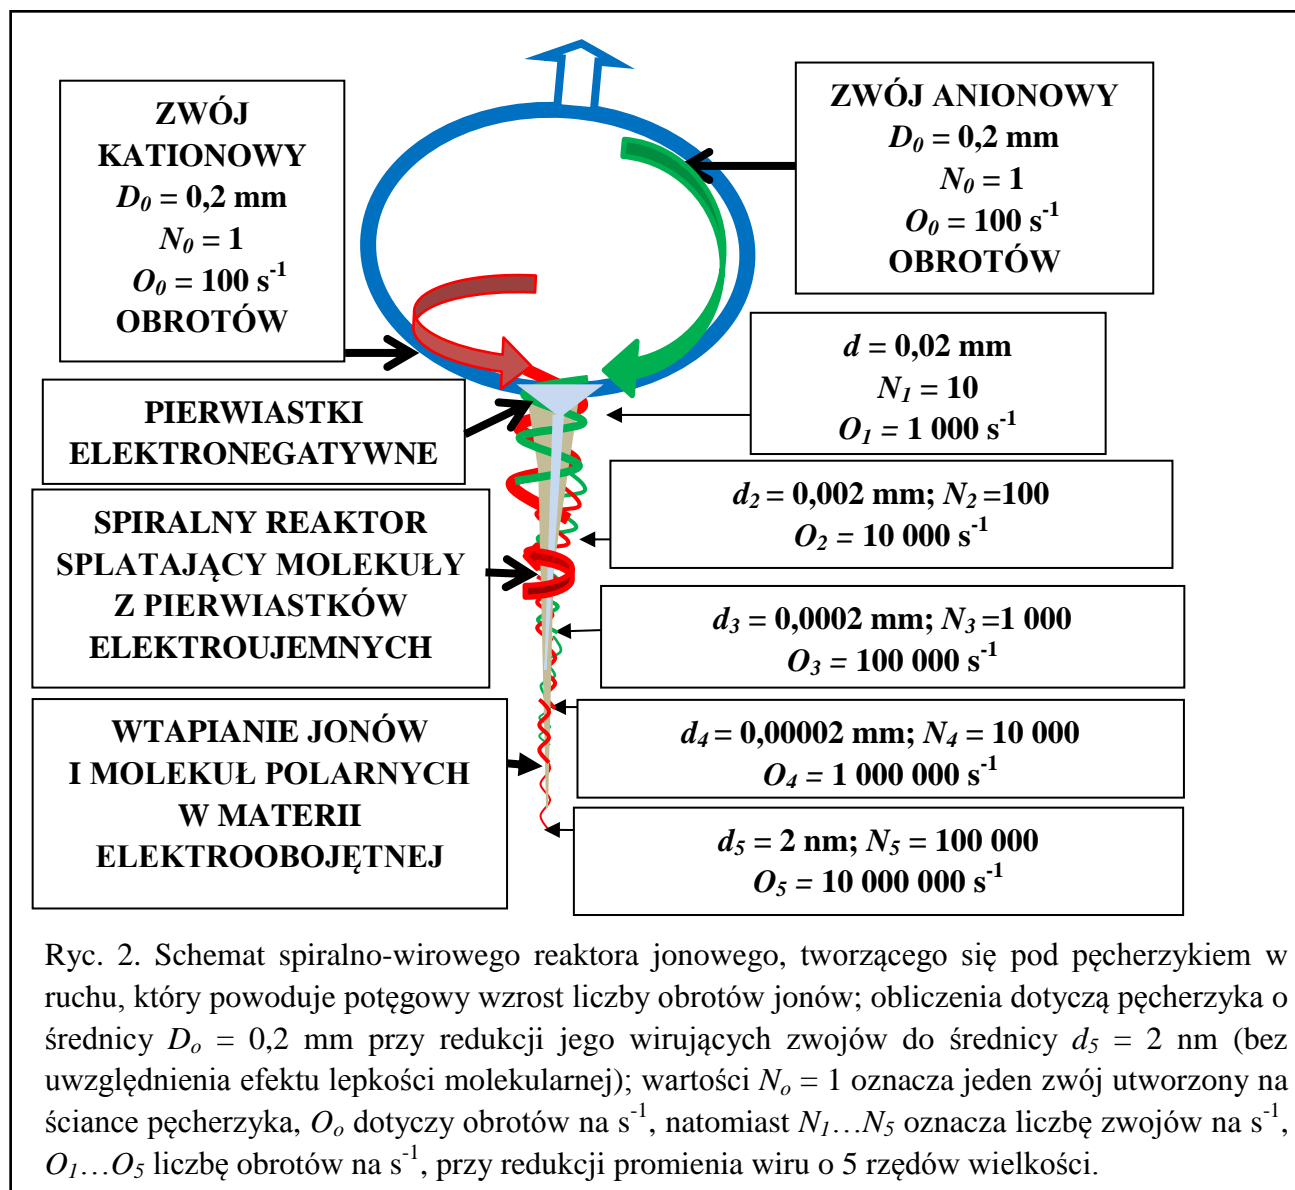 ZWÓJ
KATIONOWY
D₀ = 0,2 mm
N₀ = 1
O₀ = 100 s⁻¹
OBROTÓW
ZWÓJ ANIONOWY
D₀ = 0,2 mm
N₀ = 1
O₀ = 100 s⁻¹
OBROTÓW
d = 0,02 mm
N₁ = 10
O₁ = 1 000 s⁻¹
PIERWIASTKI
ELEKTRONEGATYWNE
d₂ = 0,002 mm; N₂ =100
O₂ = 10 000 s⁻¹
SPIRALNY REAKTOR
SPLATAJĄCY MOLEKUŁY
Z PIERWIASTKÓW
ELEKTROUJEMNYCH
d₃ = 0,0002 mm; N₃ =1 000
O₃ = 100 000 s⁻¹
WTAPIANIE JONÓW
I MOLEKUŁ POLARNYCH
W MATERII
ELEKTROOBOJĘTNEJ
d₄ = 0,00002 mm; N₄ = 10 000
O₄ = 1 000 000 s⁻¹
d₅ = 2 nm; N₅ = 100 000
O₅ = 10 000 000 s⁻¹
Ryc. 2. Schemat spiralno-wirowego reaktora jonowego, tworzącego się pod pęcherzykiem w
ruchu, który powoduje potęgowy wzrost liczby obrotów jonów; obliczenia dotyczą pęcherzyka o
średnicy Dₒ = 0,2 mm przy redukcji jego wirujących zwojów do średnicy d₅ = 2 nm (bez
uwzględnienia efektu lepkości molekularnej); wartości Nₒ = 1 oznacza jeden zwój utworzony na
ściance pęcherzyka, Oₒ dotyczy obrotów na s⁻¹, natomiast N₁…N₅ oznacza liczbę zwojów na s⁻¹,
O₁…O₅ liczbę obrotów na s⁻¹, przy redukcji promienia wiru o 5 rzędów wielkości.